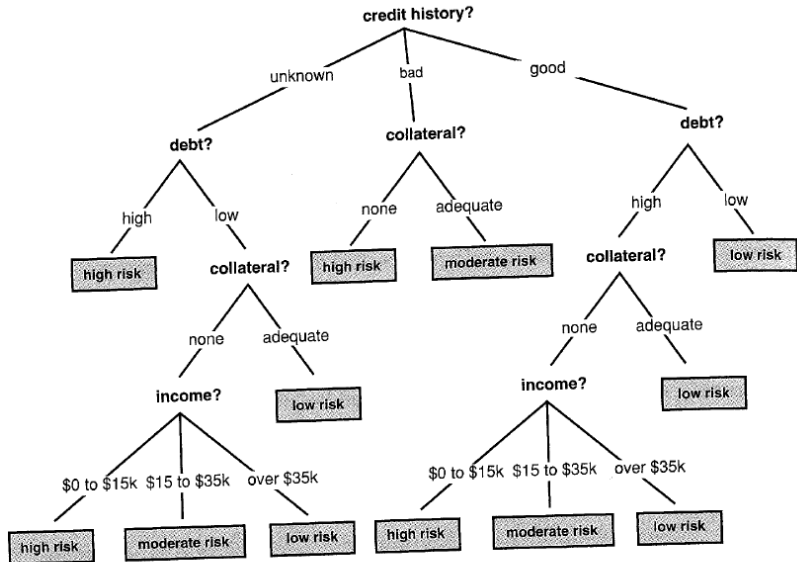 credit history?
unknown bad good
debt? collateral? debt?
high low none adequate high low
high risk collateral? high risk moderate risk collateral? low risk
none adequate none adequate
income? low risk income? low risk
$0 to $15k $15 to $35k over $35k $0 to $15k $15 to $35k over $35k
high risk moderate risk low risk high risk moderate risk low risk